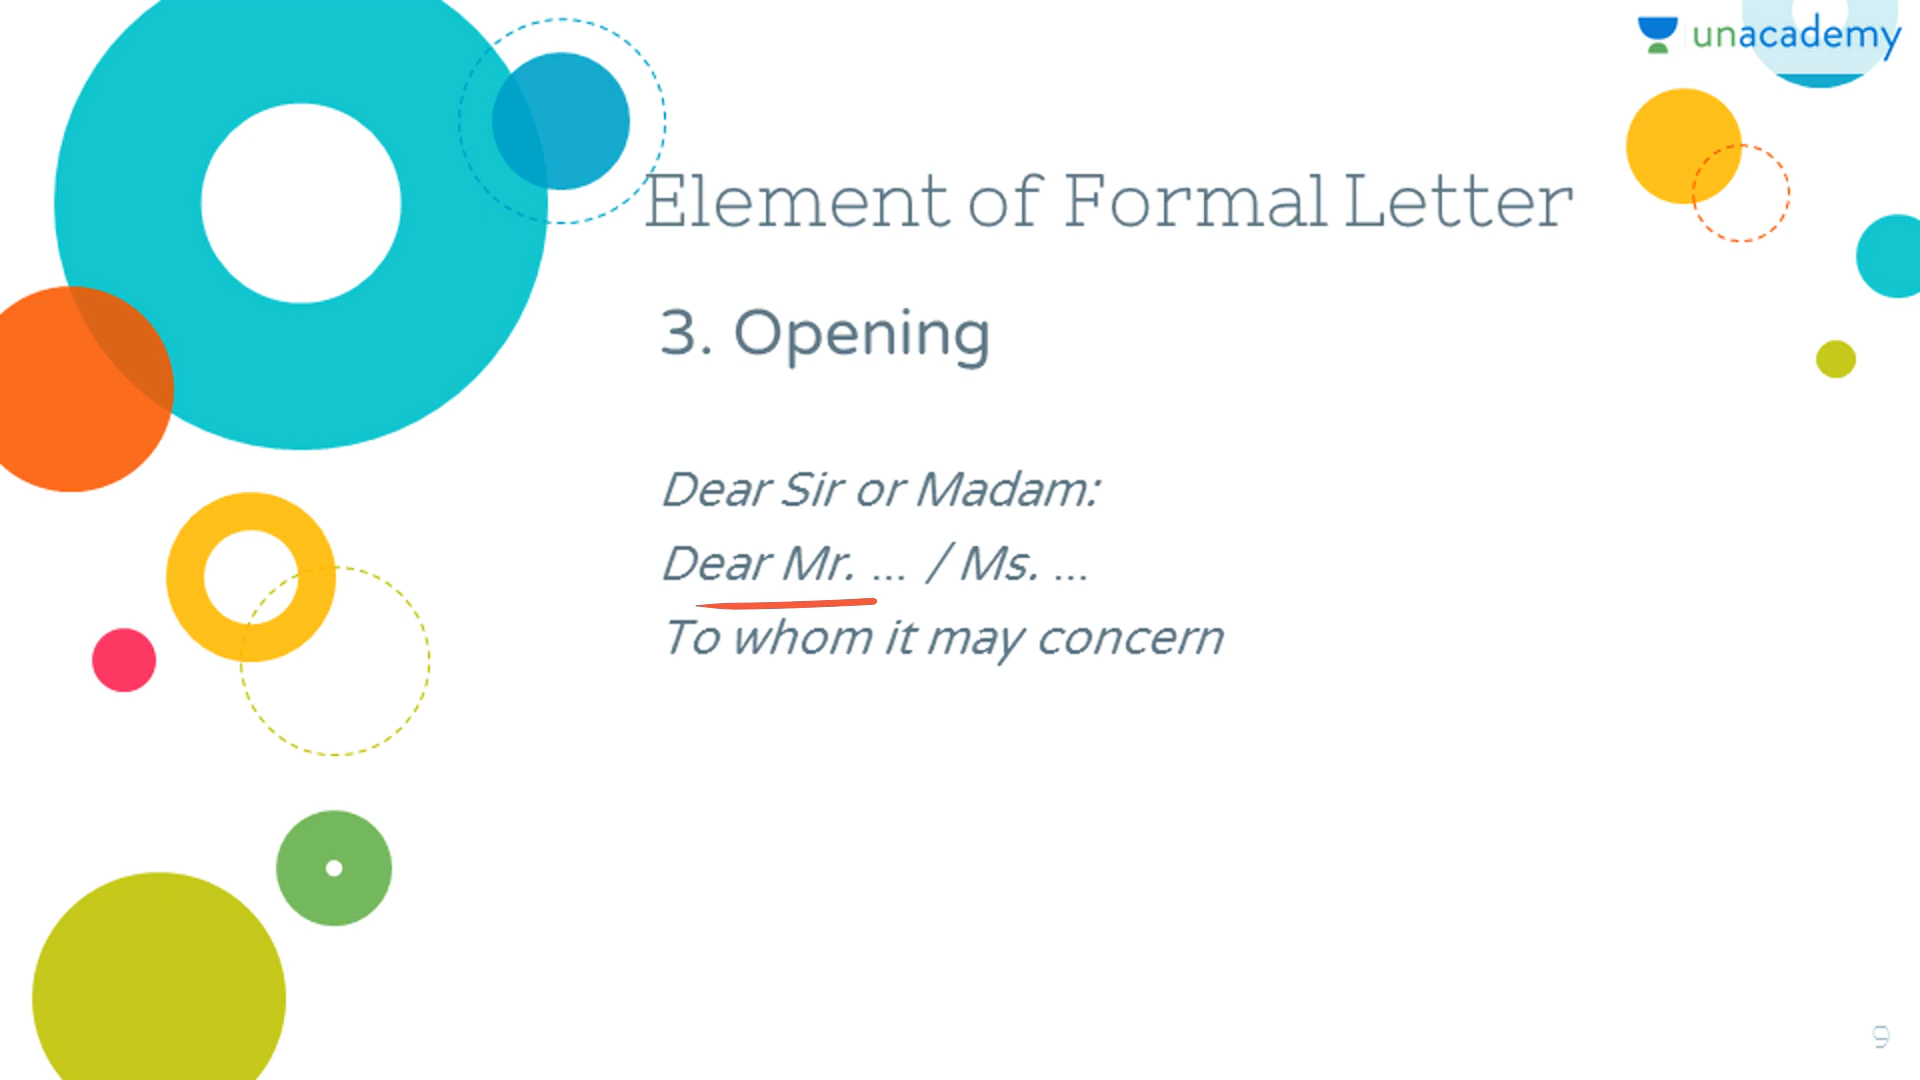 unacademy
Element of Formal Letter
3. Opening
Dear Sir or Madam:
Dear Mr. ... / Ms. ...
To whom it may concern
9